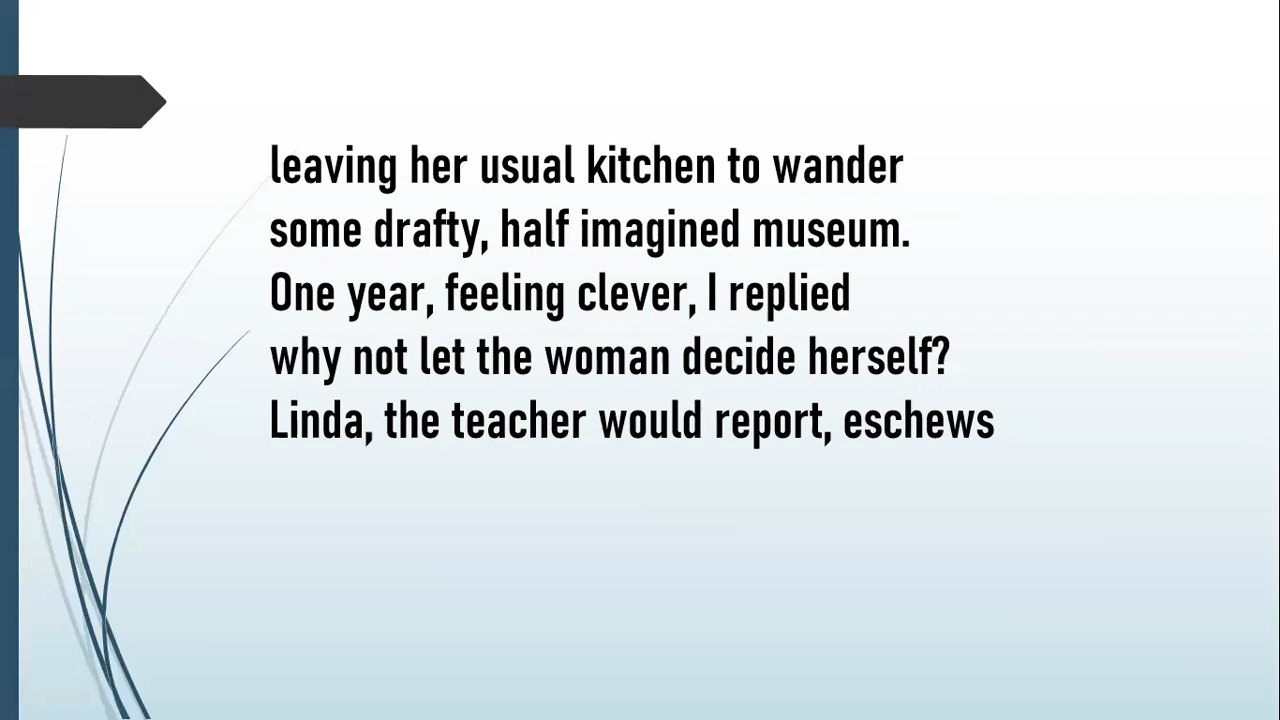 leaving her usual kitchen to wander
some drafty, half imagined museum.
One year, feeling clever, I replied
why not let the woman decide herself?
Linda, the teacher would report, eschews